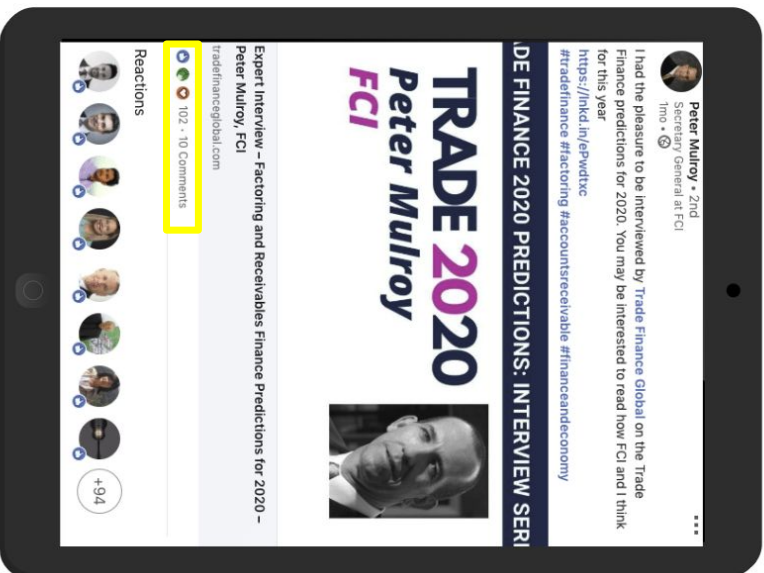 Peter Mulroy • 2nd
Secretary General at FCI
1mo •
I had the pleasure to be interviewed by Trade Finance Global on the Trade
Finance predictions for 2020. You may be interested to read how FCI and I think
for this year
https://lnkd.in/ePwdtxc
#tradefinance #factoring #accountsreceivable #financeandeconomy
ADE FINANCE 2020 PREDICTIONS: INTERVIEW SERI
TRADE 2020
Peter Mulroy
FCI
Expert Interview – Factoring and Receivables Finance Predictions for 2020 –
Peter Mulroy, FCI
tradefinanceglobal.com
102 • 10 Comments
Reactions
+94